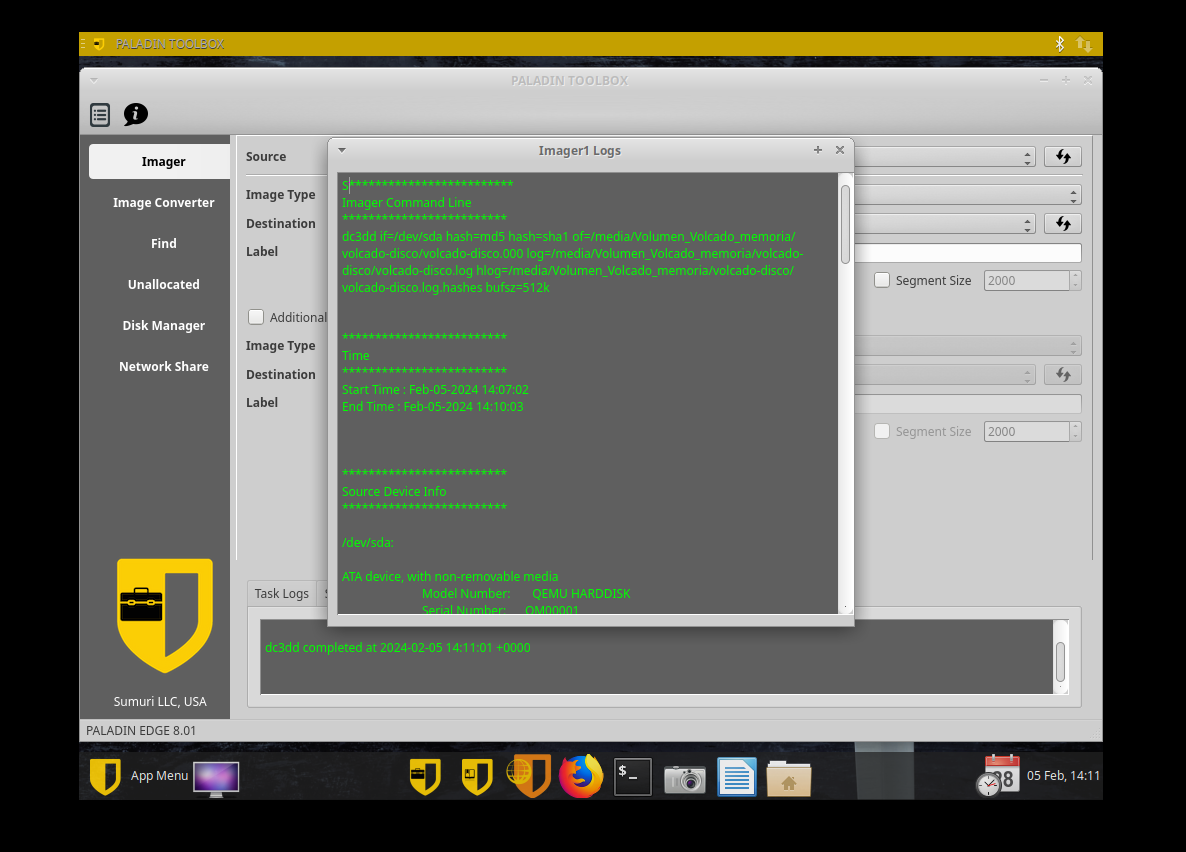 PALADIN TOOLBOX
PALADIN TOOLBOX
Imager
Image Converter
Find
Unallocated
Disk Manager
Network Share
Sumuri LLC, USA
Source
Image Type
Destination
Label
Segment Size
2000
Additional
Image Type
Destination
Label
Segment Size
2000
Imager1 Logs
S*************************
Imager Command Line
*************************
dc3dd if=/dev/sda hash=md5 hash=sha1 of=/media/Volumen_Volcado_memoria/
volcado-disco/volcado-disco.000 log=/media/Volumen_Volcado_memoria/volcado-
disco/volcado-disco.log hlog=/media/Volumen_Volcado_memoria/volcado-disco/
volcado-disco.log.hashes bufsz=512k
*************************
Time
*************************
Start Time : Feb-05-2024 14:07:02
End Time : Feb-05-2024 14:10:03
*************************
Source Device Info
*************************
/dev/sda:
ATA device, with non-removable media
Model Number: QEMU HARDDISK
Serial Number: QM00001
Task Logs
dc3dd completed at 2024-02-05 14:11:01 +0000
PALADIN EDGE 8.01
App Menu
$_
05 Feb, 14:11